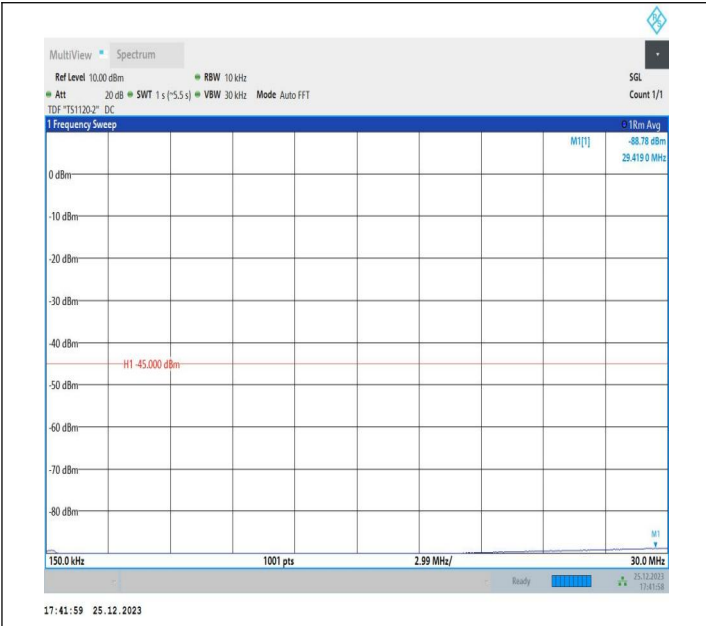 MultiView Spectrum
Ref Level 10.00 dBm RBW 10 kHz SGL
Att 20 dB SWT 1 s (~5.5 s) VBW 30 kHz Mode Auto FFT Count 1/1
TDF "TS1120-2" DC
1 Frequency Sweep 1Rm Avg
M1[1] -88.78 dBm
29.419 0 MHz
0 dBm
-10 dBm
-20 dBm
-30 dBm
-40 dBm
H1 -45.000 dBm
-50 dBm
-60 dBm
-70 dBm
-80 dBm
M1
150.0 kHz 1001 pts 2.99 MHz/ 30.0 MHz
Ready 25.12.2023
17:41:58
17:41:59 25.12.2023